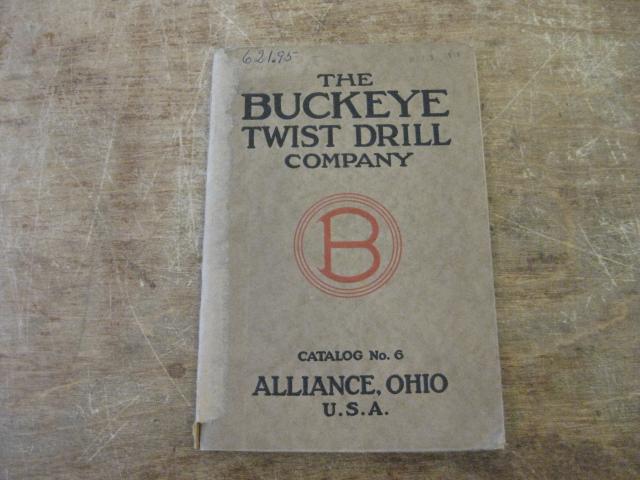 621.95
THE
BUCKEYE
TWIST DRILL
COMPANY
B
CATALOG No. 6
ALLIANCE, OHIO
U.S.A.